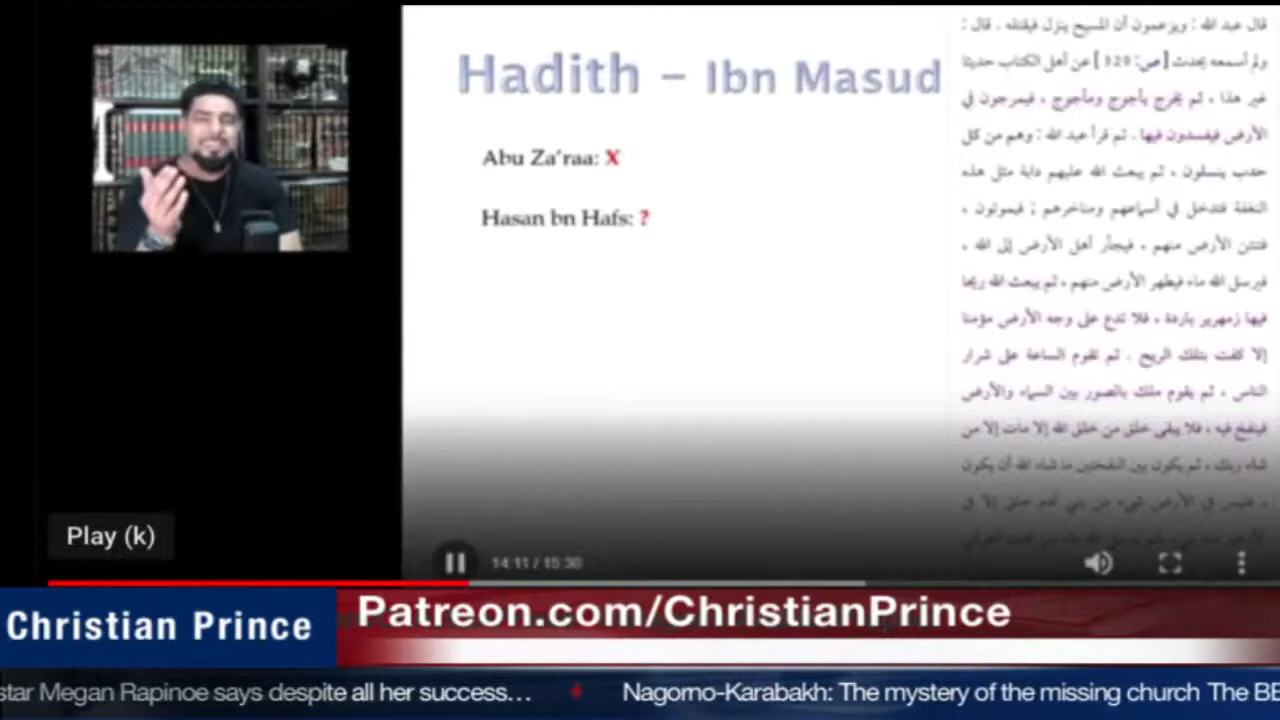 Hadith – Ibn Masud
Abu Za'raa: X
Hasan bn Hafs: ?
قال عبد الله : ويزعمون أن المسيح ينزل فيقتله . قال :
ولم أسمعه يحدث [ص: 329] عن أهل الكتاب حديثا
غير هذا ، ثم يخرج يأجوج ومأجوج ، فيمرجون في
الأرض فيفسدون فيها . ثم قرأ عبد الله : وهم من كل
حدب ينسلون ، ثم يبعث الله عليهم دابة مثل هذه
النغفة فتدخل في أسماعهم ومناخرهم ; فيموتون ،
فتنتن الأرض منهم ، فيجأر أهل الأرض إلى الله ،
فيرسل الله ماء فيطهر الأرض منهم ، ثم يبعث الله ريحا
فيها زمهرير باردة ، فلا تدع على وجه الأرض مؤمنا
إلا كفت بتلك الريح . ثم تقوم الساعة على شرار
الناس ، ثم يقوم ملك بالصور بين السماء والأرض
فينفخ فيه ، فلا يبقى خلق من خلق الله إلا مات إلا من
شاء ربك ، ثم يكون بين النفختين ما شاء الله أن يكون
Play (k)
14:11 / 15:30
Christian Prince
Patreon.com/ChristianPrince
star Megan Rapinoe says despite all her success… Nagorno-Karabakh: The mystery of the missing church The BB